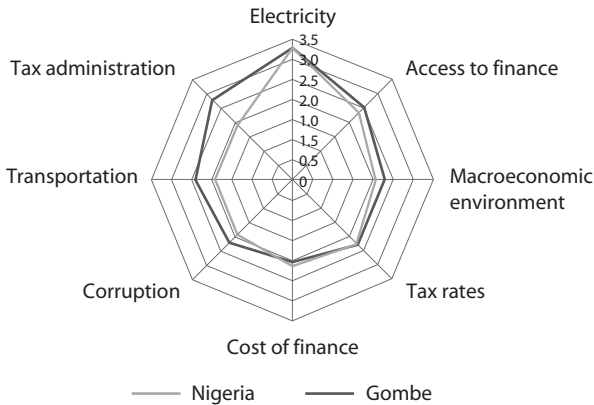 Electricity
3.5
3.0
Tax administration
Access to finance
2.5
2.0
1.0
1.0
0.5
Transportation
0
Macroeconomic
environment
Corruption
Tax rates
Cost of finance
Nigeria
Gombe